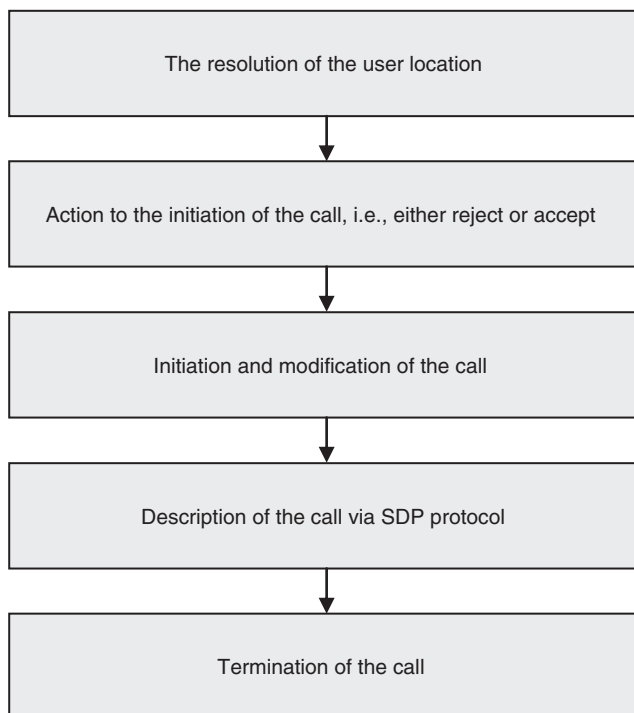 The resolution of the user location
Action to the initiation of the call, i.e., either reject or accept
Initiation and modification of the call
Description of the call via SDP protocol
Termination of the call